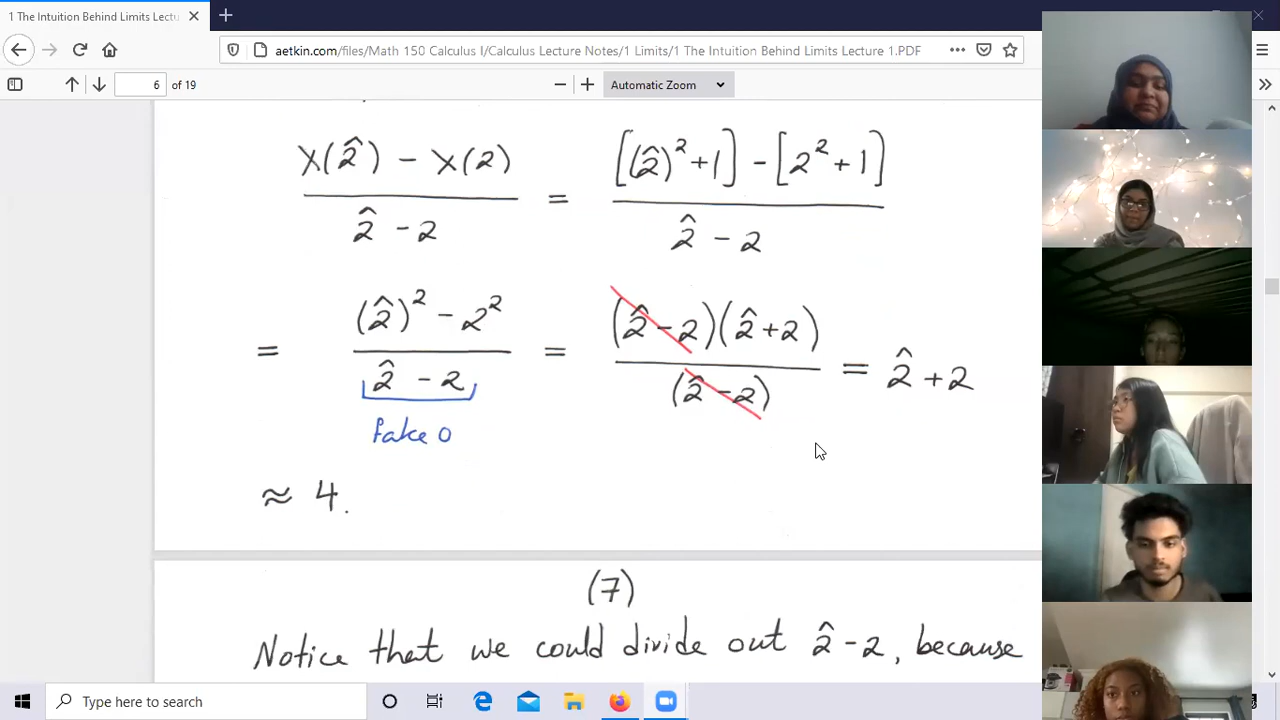 1 The Intuition Behind Limits Lectu
aetkin.com/files/Math 150 Calculus I/Calculus Lecture Notes/1 Limits/1 The Intuition Behind Limits Lecture 1.PDF
6 of 19
Automatic Zoom
(x(2̂) − x(2))/(2̂ − 2) = ([(2̂)² + 1] − [2² + 1])/(2̂ − 2)
= ((2̂)² − 2²)/(2̂ − 2) = ((2̂ − 2)(2̂ + 2))/((2̂ − 2)) = 2̂ + 2
fake 0
≈ 4.
(7)
Notice that we could divide out 2̂ − 2, because
Type here to search